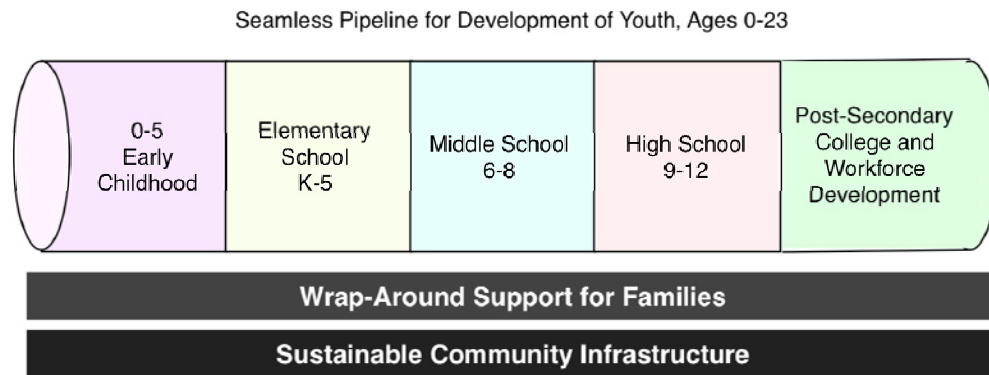 Seamless Pipeline for Development of Youth, Ages 0-23
0-5
Early
Childhood
Elementary
School
K-5
Middle School
6-8
High School
9-12
Post-Secondary
College and
Workforce
Development
Wrap-Around Support for Families
Sustainable Community Infrastructure